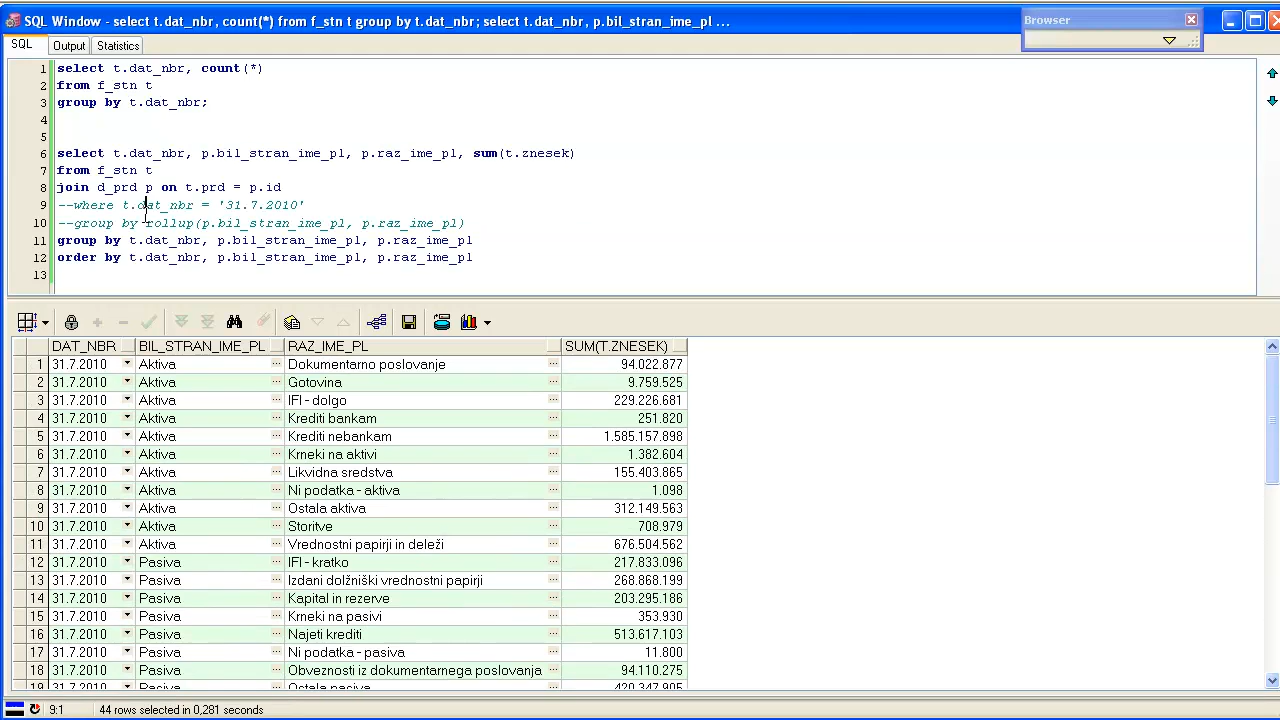 SQL Window - select t.dat_nbr, count(*) from f_stn t group by t.dat_nbr; select t.dat_nbr, p.bil_stran_ime_pl ...
Browser
SQL Output Statistics
1 select t.dat_nbr, count(*)
2 from f_stn t
3 group by t.dat_nbr;
4
5
6 select t.dat_nbr, p.bil_stran_ime_pl, p.raz_ime_pl, sum(t.znesek)
7 from f_stn t
8 join d_prd p on t.prd = p.id
9 --where t.dat_nbr = '31.7.2010'
10 --group by rollup(p.bil_stran_ime_pl, p.raz_ime_pl)
11 group by t.dat_nbr, p.bil_stran_ime_pl, p.raz_ime_pl
12 order by t.dat_nbr, p.bil_stran_ime_pl, p.raz_ime_pl
13
DAT_NBR BIL_STRAN_IME_PL RAZ_IME_PL SUM(T.ZNESEK)
1 31.7.2010 Aktiva Dokumentarno poslovanje 94.022.877
2 31.7.2010 Aktiva Gotovina 9.759.525
3 31.7.2010 Aktiva IFI - dolgo 229.226.681
4 31.7.2010 Aktiva Krediti bankam 251.820
5 31.7.2010 Aktiva Krediti nebankam 1.585.157.898
6 31.7.2010 Aktiva Krneki na aktivi 1.382.604
7 31.7.2010 Aktiva Likvidna sredstva 155.403.865
8 31.7.2010 Aktiva Ni podatka - aktiva 1.098
9 31.7.2010 Aktiva Ostala aktiva 312.149.563
10 31.7.2010 Aktiva Storitve 708.979
11 31.7.2010 Aktiva Vrednostni papirji in deleži 676.504.562
12 31.7.2010 Pasiva IFI - kratko 217.833.096
13 31.7.2010 Pasiva Izdani dolžniški vrednostni papirji 268.868.199
14 31.7.2010 Pasiva Kapital in rezerve 203.295.186
15 31.7.2010 Pasiva Krneki na pasivi 353.930
16 31.7.2010 Pasiva Najeti krediti 513.617.103
17 31.7.2010 Pasiva Ni podatka - pasiva 11.800
18 31.7.2010 Pasiva Obveznosti iz dokumentarnega poslovanja 94.110.275
19 31.7.2010 Pasiva Ostala pasiva 420.347.905
9:1 44 rows selected in 0,281 seconds